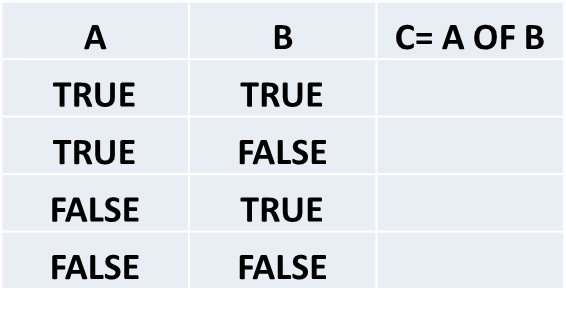 A B C= A OF B
TRUE TRUE
TRUE FALSE
FALSE TRUE
FALSE FALSE